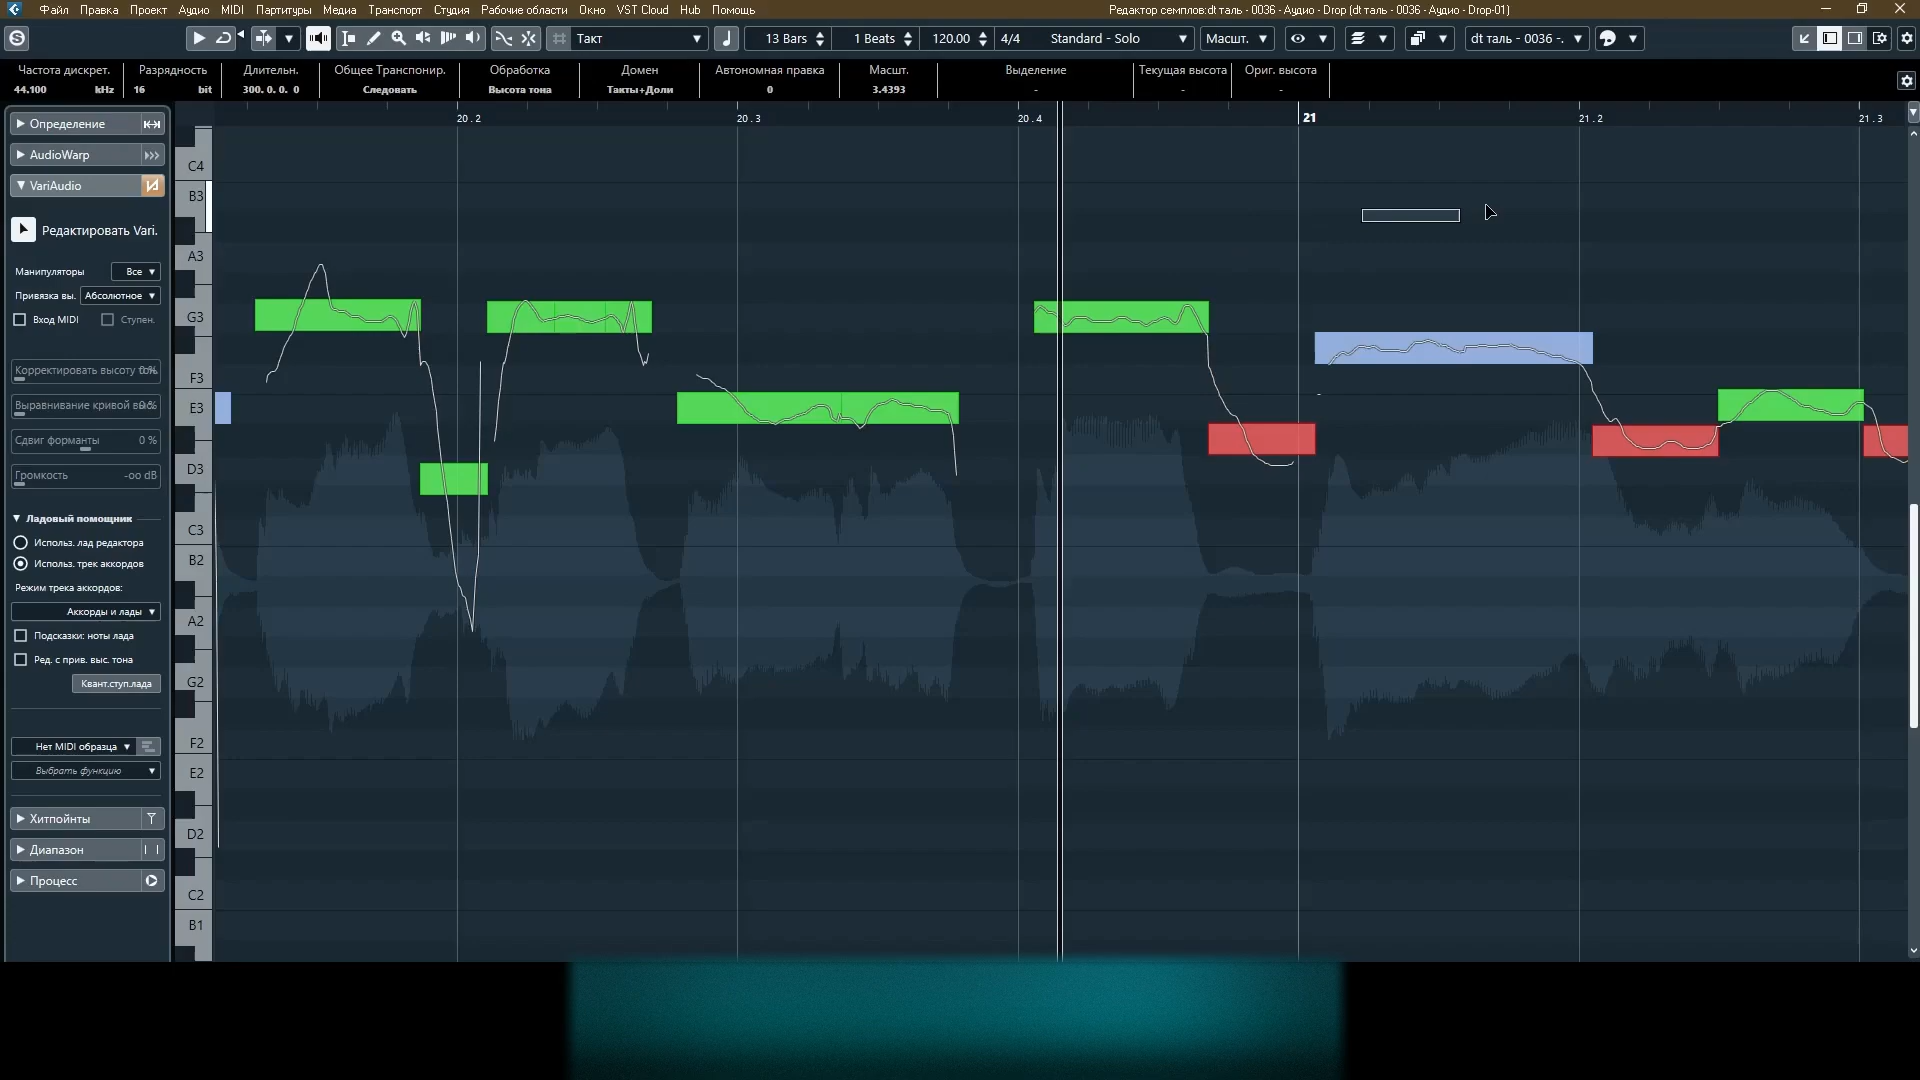 Файл Правка Проект Аудио MIDI Партитуры Медиа Транспорт Студия Рабочие области Окно VST Cloud Hub Помощь Редактор семплов:dt таль - 0036 - Аудио - Drop (dt таль - 0036 - Аудио - Drop-01)
Такт 13 Bars 1 Beats 120.00 4/4 Standard - Solo Масшт. dt таль - 0036 -.
Частота дискрет. Разрядность Длительн. Общее Транспонир. Обработка Домен Автономная правка Масшт. Выделение Текущая высота Ориг. высота
44.100 kHz 16 bit 300. 0. 0. 0 Следовать Высота тона Такты+Доли 0 3.4393 - - -
20.2 20.3 20.4 21 21.2 21.3
Определение
AudioWarp
VariAudio
Редактировать Vari.
Манипуляторы Все
Привязка вы. Абсолютное
Вход MIDI Ступен.
Корректировать высоту тон. 0 %
Выравнивание кривой выс. 0 %
Сдвиг форманты 0 %
Громкость -oo dB
Ладовый помощник
Использ. лад редактора
Использ. трек аккордов
Режим трека аккордов:
Аккорды и лады
Подсказки: ноты лада
Ред. с прив. выс. тона
Квант.ступ.лада
Нет MIDI образца
Выбрать функцию
Хитпойнты
Диапазон
Процесс
C4
B3
A3
G3
F3
E3
D3
C3
B2
A2
G2
F2
E2
D2
C2
B1